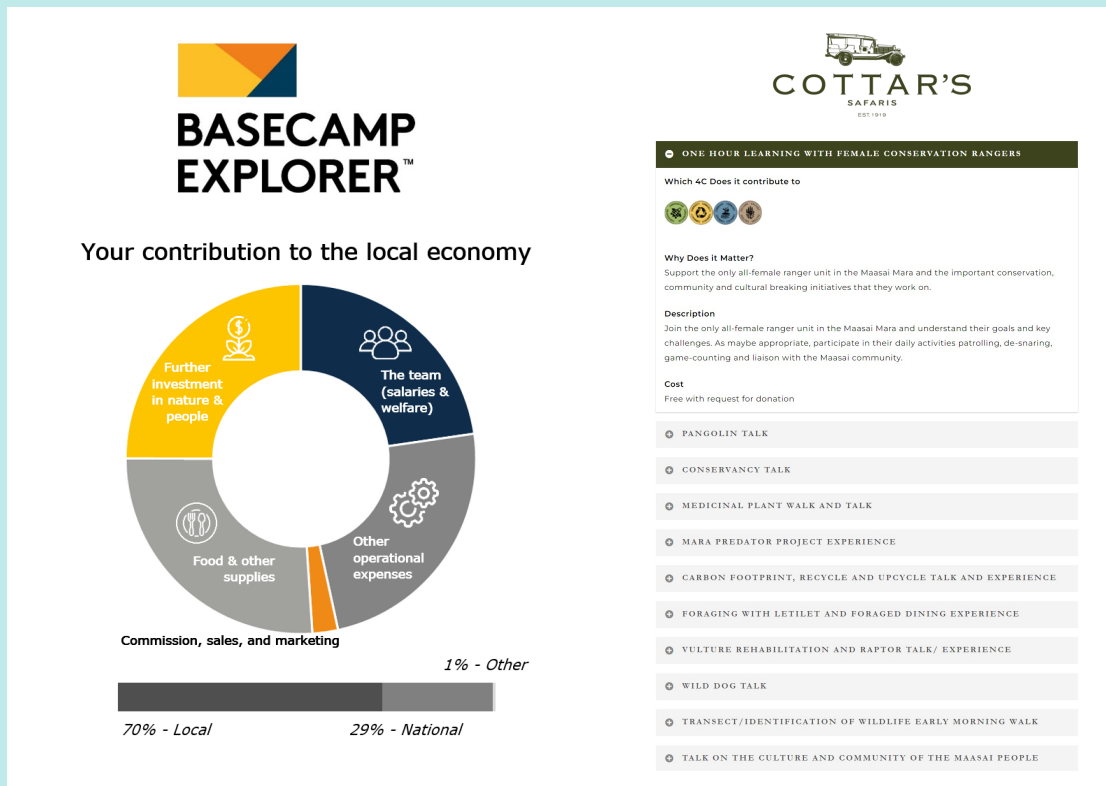 BASECAMP
EXPLORER™
Your contribution to the local economy
Further
investment
in nature &
people
The team
(salaries &
welfare)
Food & other
supplies
Other
operational
expenses
Commission, sales, and marketing
1% - Other
70% - Local
29% - National
COTTAR'S
SAFARIS
EST.1919
ONE HOUR LEARNING WITH FEMALE CONSERVATION RANGERS
Which 4C Does it contribute to
Why Does it Matter?
Support the only all-female ranger unit in the Maasai Mara and the important conservation,
community and cultural breaking initiatives that they work on.
Description
Join the only all-female ranger unit in the Maasai Mara and understand their goals and key
challenges. As maybe appropriate, participate in their daily activities patrolling, de-snaring,
game-counting and liaison with the Maasai community.
Cost
Free with request for donation
PANGOLIN TALK
CONSERVANCY TALK
MEDICINAL PLANT WALK AND TALK
MARA PREDATOR PROJECT EXPERIENCE
CARBON FOOTPRINT, RECYCLE AND UPCYCLE TALK AND EXPERIENCE
FORAGING WITH LETILET AND FORAGED DINING EXPERIENCE
VULTURE REHABILITATION AND RAPTOR TALK/ EXPERIENCE
WILD DOG TALK
TRANSECT/IDENTIFICATION OF WILDLIFE EARLY MORNING WALK
TALK ON THE CULTURE AND COMMUNITY OF THE MAASAI PEOPLE